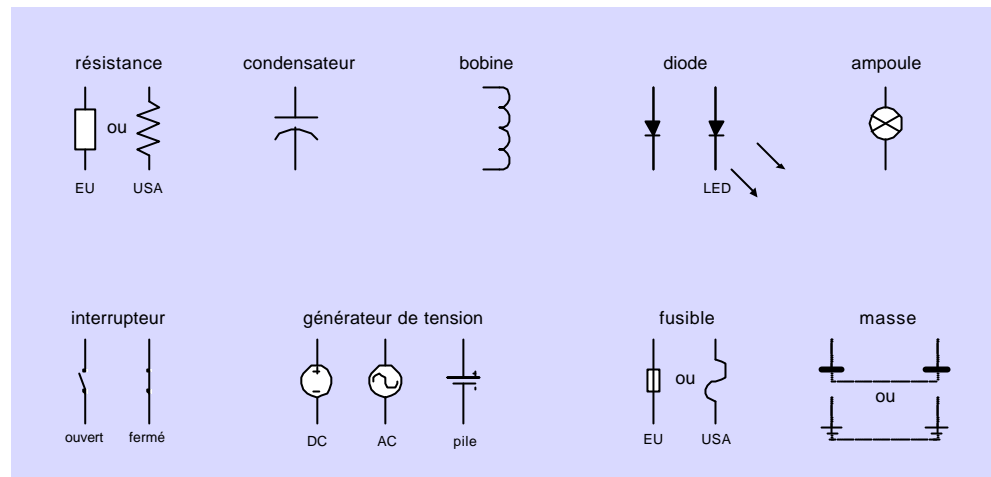 résistance
condensateur
bobine
diode
ampoule
ou
EU
USA
LED
interrupteur
générateur de tension
fusible
masse
ou
ou
ouvert
fermé
DC
AC
pile
EU
USA